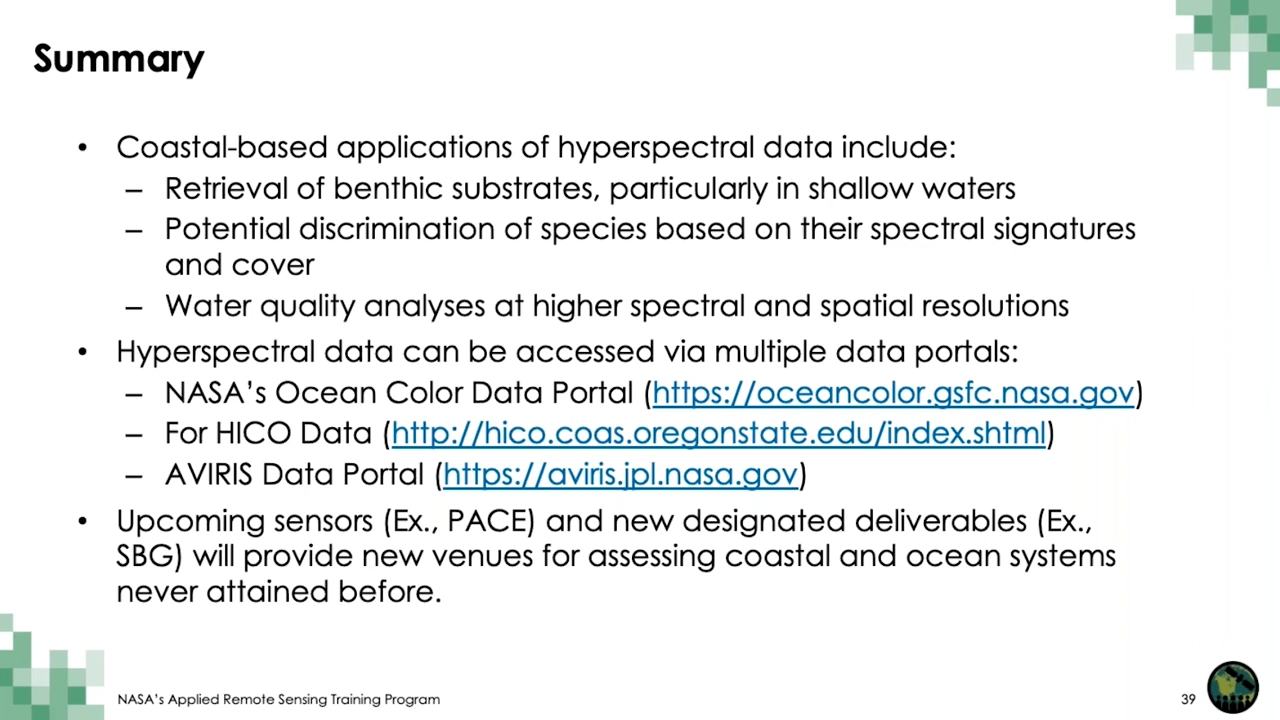 Summary
• Coastal-based applications of hyperspectral data include:
– Retrieval of benthic substrates, particularly in shallow waters
– Potential discrimination of species based on their spectral signatures
and cover
– Water quality analyses at higher spectral and spatial resolutions
• Hyperspectral data can be accessed via multiple data portals:
– NASA’s Ocean Color Data Portal (https://oceancolor.gsfc.nasa.gov)
– For HICO Data (http://hico.coas.oregonstate.edu/index.shtml)
– AVIRIS Data Portal (https://aviris.jpl.nasa.gov)
• Upcoming sensors (Ex., PACE) and new designated deliverables (Ex.,
SBG) will provide new venues for assessing coastal and ocean systems
never attained before.
NASA’s Applied Remote Sensing Training Program
39